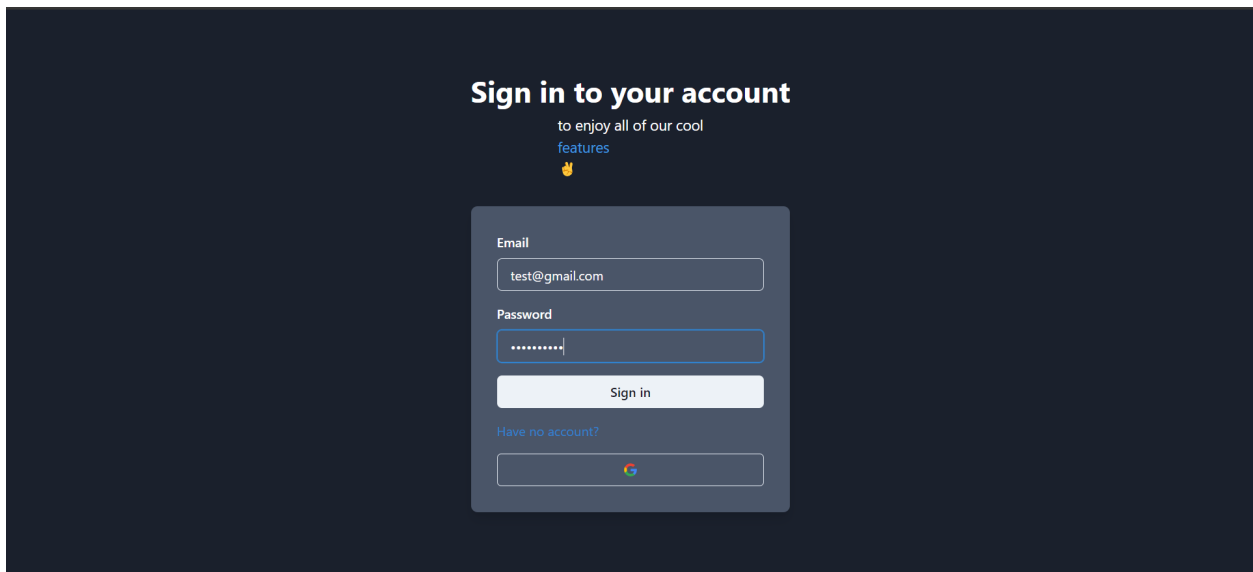 Sign in to your account
to enjoy all of our cool
features
✌️
Email
test@gmail.com
Password
••••••••••
Sign in
Have no account?